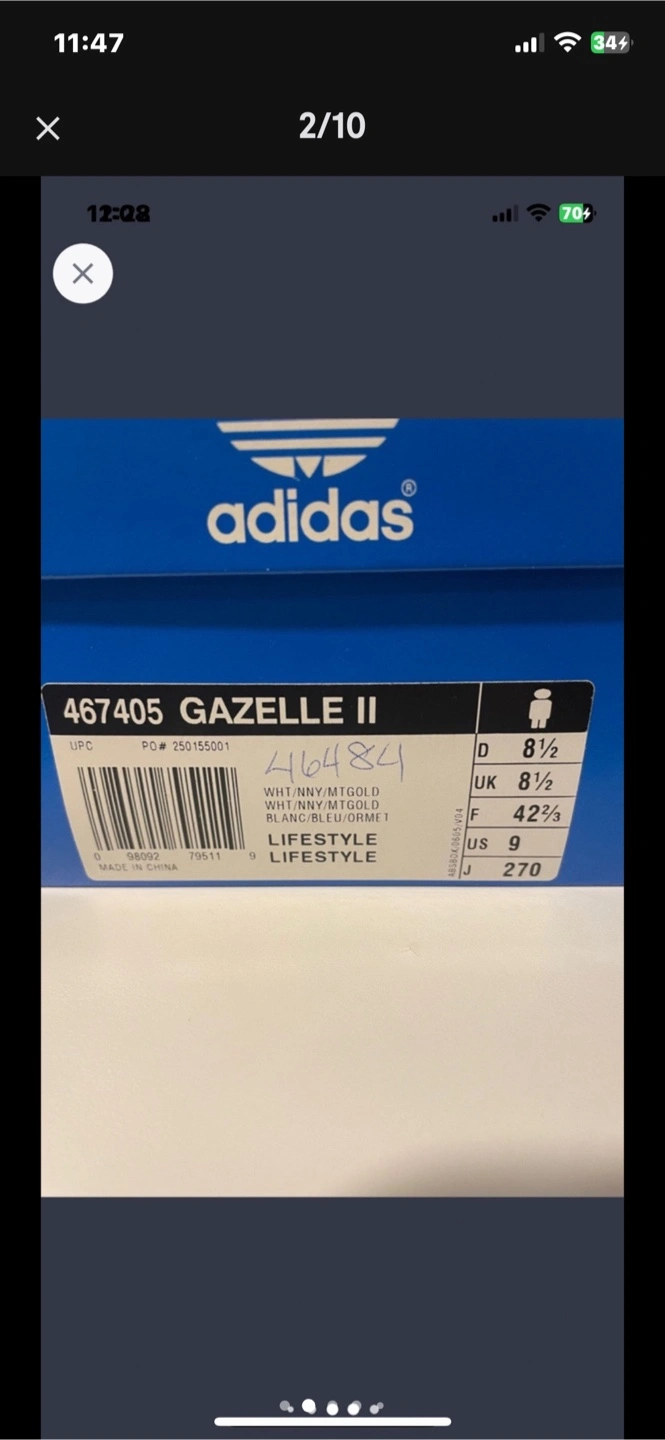 11:47
34
2/10
12:28
70
adidas®
467405 GAZELLE II
UPC PO# 250155001
46484
WHT/NNY/MTGOLD
WHT/NNY/MTGOLD
BLANC/BLEU/ORMET
LIFESTYLE
LIFESTYLE
0 98092 79511 9
MADE IN CHINA
D 8½
UK 8½
F 42⅔
US 9
J 270